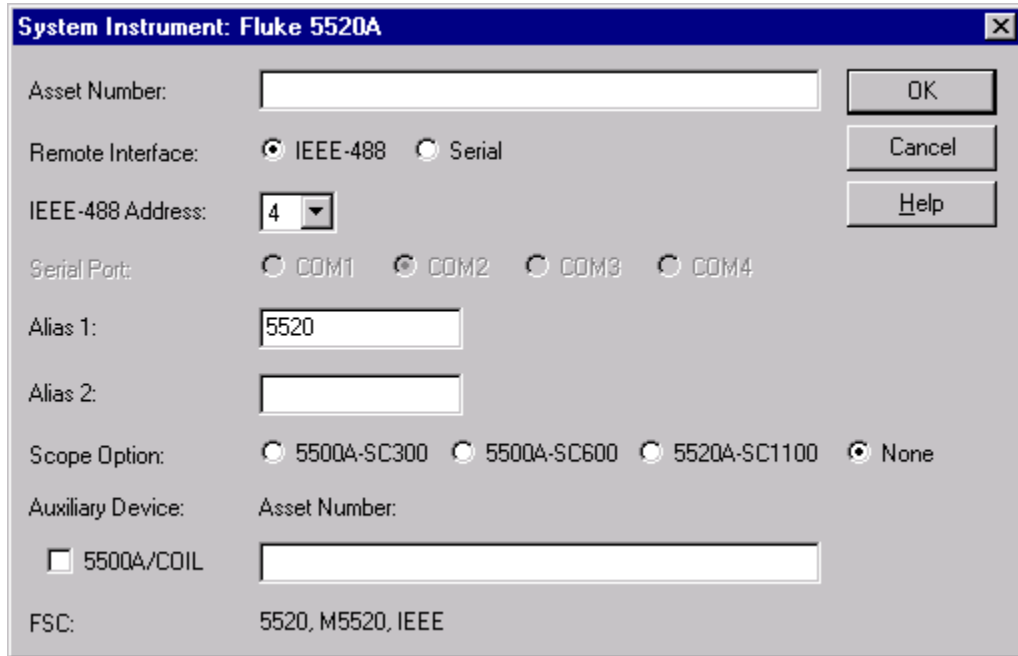 System Instrument: Fluke 5520A
Asset Number:
OK
Remote Interface: IEEE-488 Serial
Cancel
IEEE-488 Address: 4
Help
Serial Port: COM1 COM2 COM3 COM4
Alias 1: 5520
Alias 2:
Scope Option: 5500A-SC300 5500A-SC600 5520A-SC1100 None
Auxiliary Device: Asset Number:
5500A/COIL
FSC: 5520, M5520, IEEE